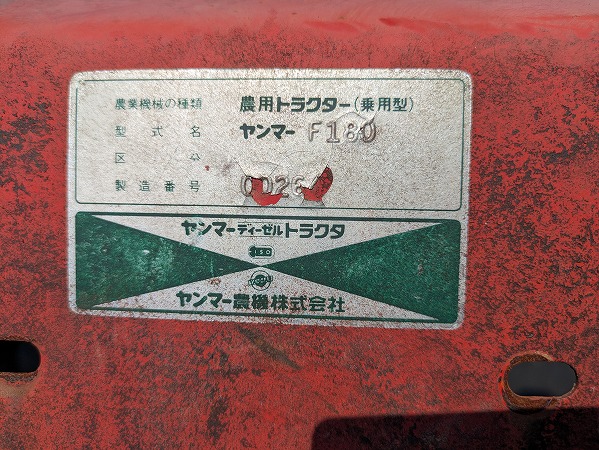 農業機械の種類 農用トラクター(乗用型)
型式名 ヤンマー F180
区分
製造番号 0026
ヤンマーディーゼルトラクタ
ISO
ヤンマー農機株式会社